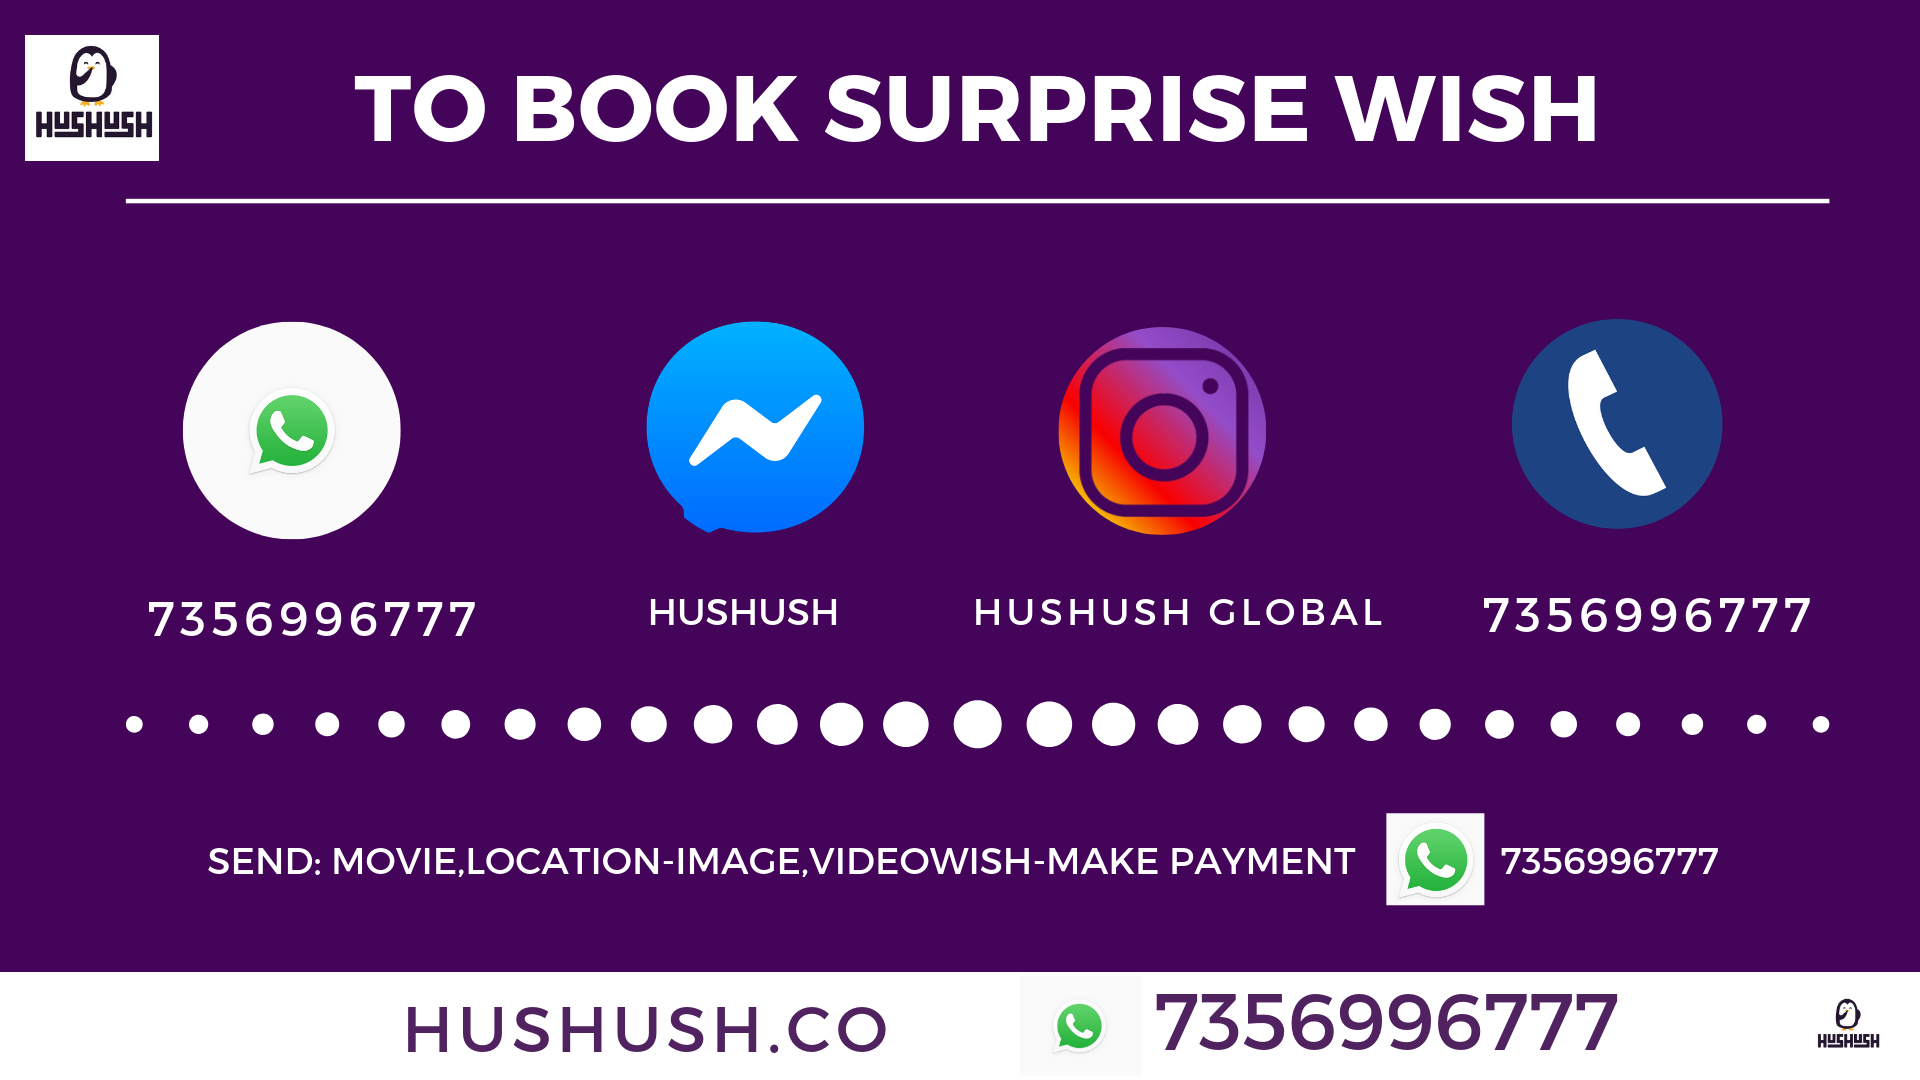 HUSHUSH
TO BOOK SURPRISE WISH
7356996777
HUSHUSH
HUSHUSH GLOBAL
7356996777
SEND: MOVIE,LOCATION-IMAGE,VIDEOWISH-MAKE PAYMENT
7356996777
HUSHUSH.CO
7356996777
HUSHUSH